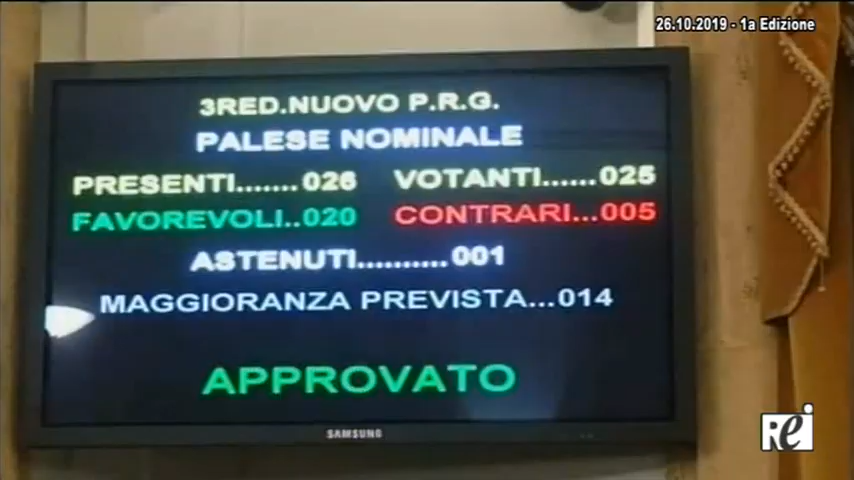 26.10.2019 - 1a Edizione
3RED.NUOVO P.R.G.
PALESE NOMINALE
PRESENTI.......026 VOTANTI......025
FAVOREVOLI..020 CONTRARI...005
ASTENUTI..........001
MAGGIORANZA PREVISTA...014
APPROVATO
SAMSUNG
Rei